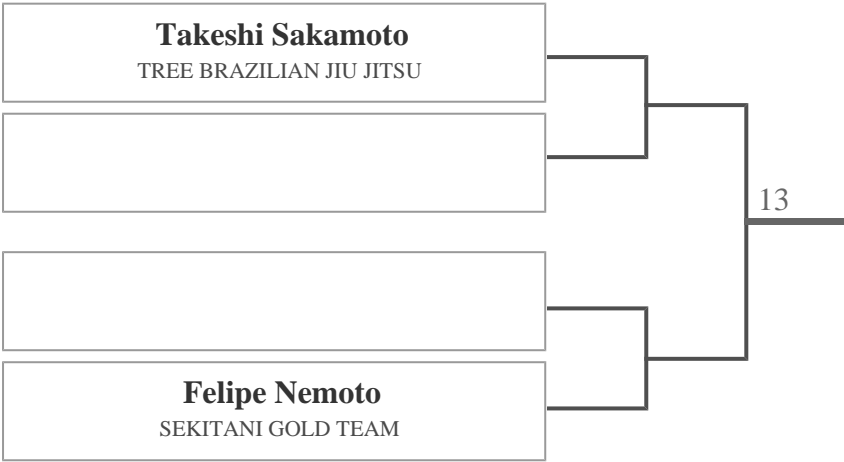 Takeshi Sakamoto
TREE BRAZILIAN JIU JITSU
13
Felipe Nemoto
SEKITANI GOLD TEAM